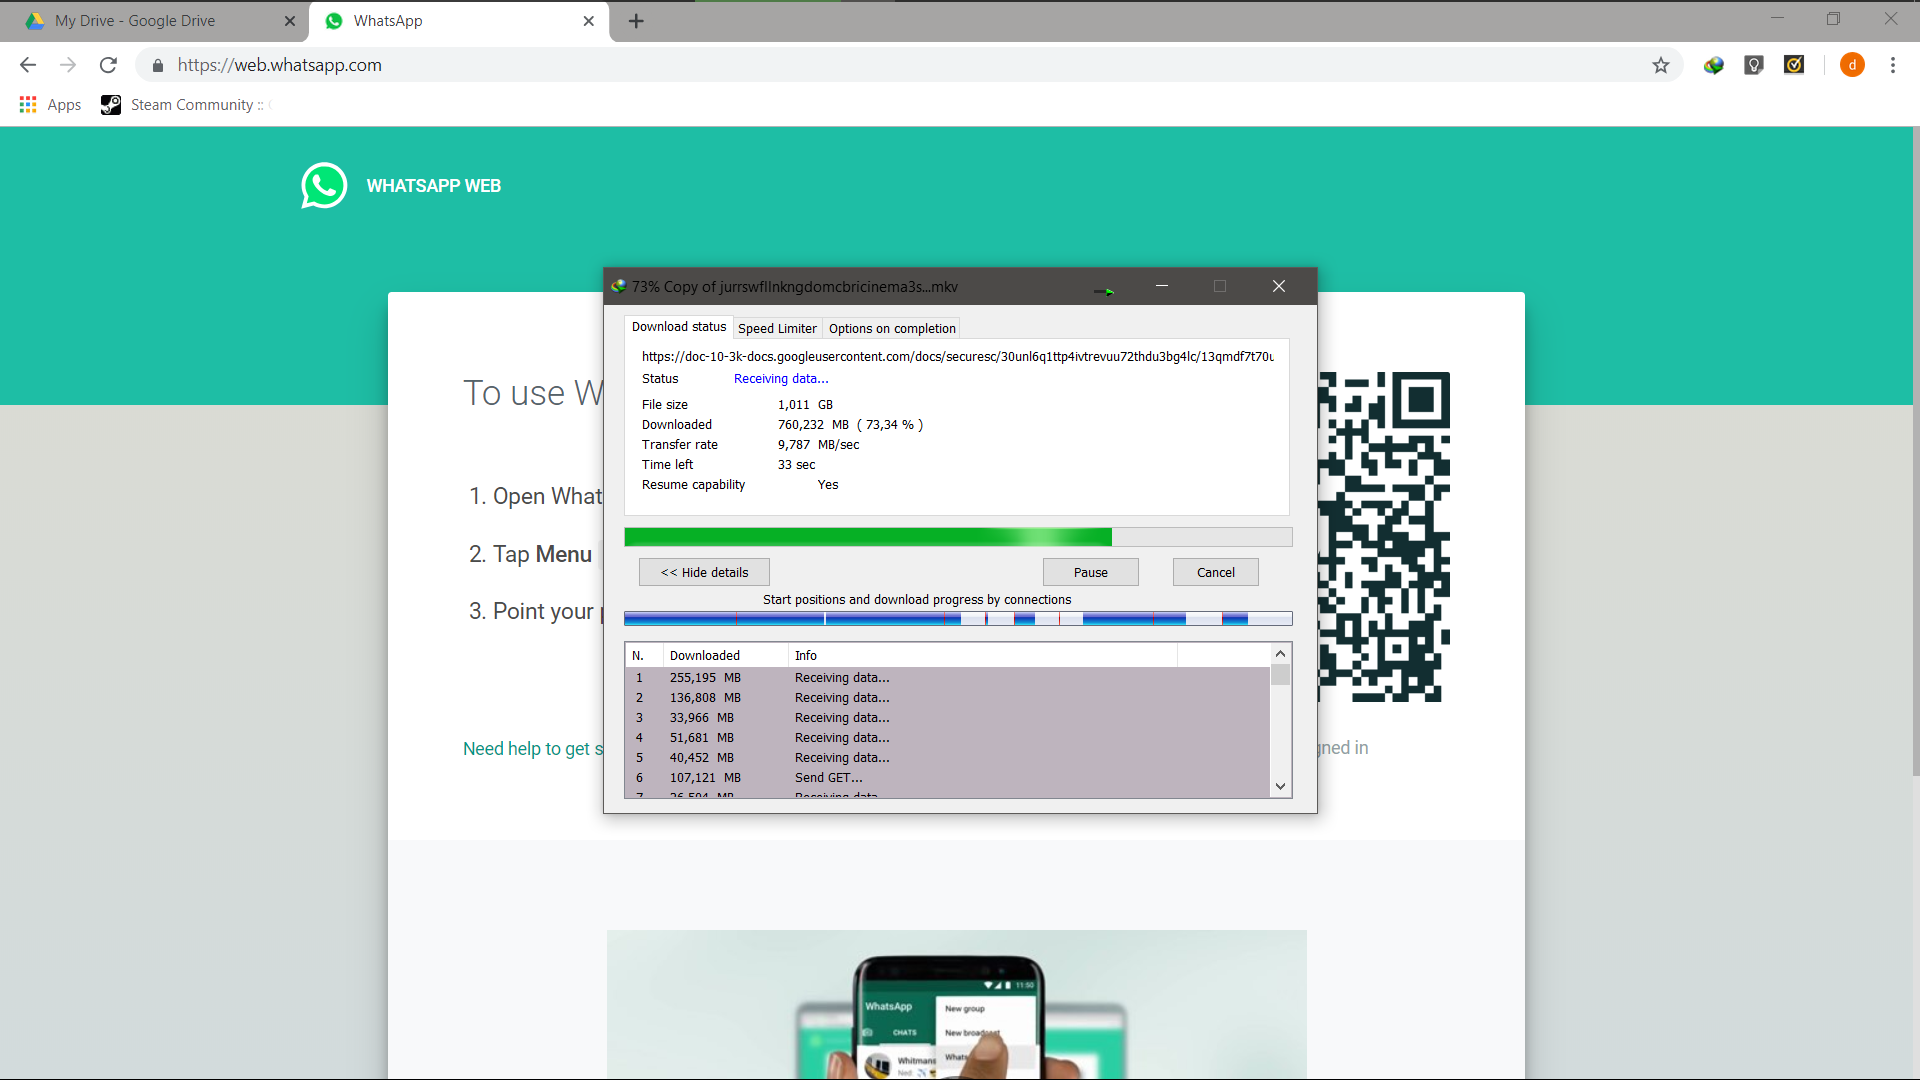 My Drive - Google Drive
WhatsApp
https://web.whatsapp.com
d
Apps
Steam Community ::
WHATSAPP WEB
73% Copy of jurrswfllnkngdomcbricinema3s...mkv
Download status
Speed Limiter
Options on completion
https://doc-10-3k-docs.googleusercontent.com/docs/securesc/30unl6q1ttp4ivtrevuu72thdu3bg4lc/13qmdf7t70u
Status Receiving data...
File size 1,011 GB
Downloaded 760,232 MB ( 73,34 % )
Transfer rate 9,787 MB/sec
Time left 33 sec
Resume capability Yes
<< Hide details
Pause
Cancel
Start positions and download progress by connections
N. Downloaded Info
1 255,195 MB Receiving data...
2 136,808 MB Receiving data...
3 33,966 MB Receiving data...
4 51,681 MB Receiving data...
5 40,452 MB Receiving data...
6 107,121 MB Send GET...
To use W
1. Open What
2. Tap Menu
3. Point your p
Need help to get s
gned in
11:50
WhatsApp
New group
CHATS
New broadcast
Whats
Whitmans
Ned: